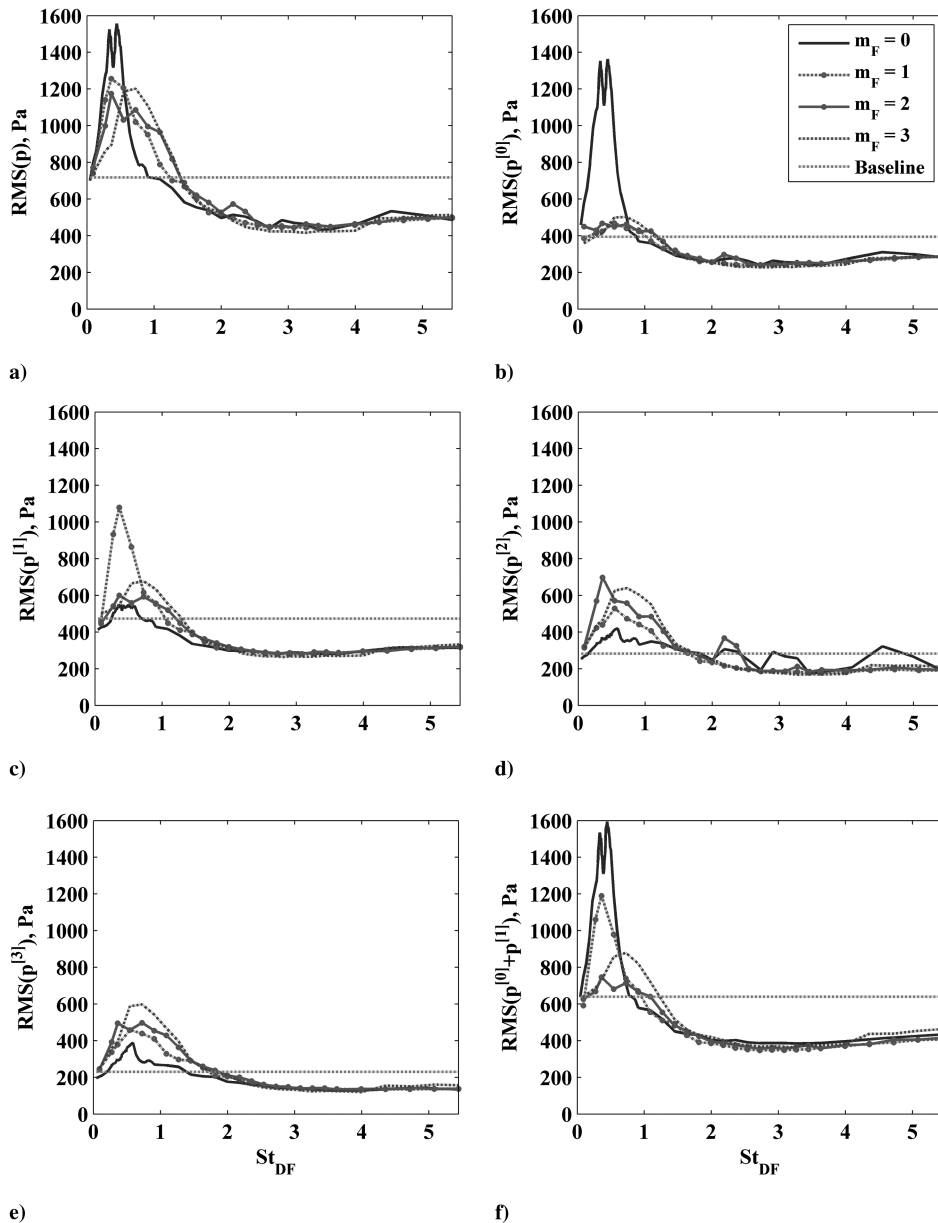 1600
1400
1200
1000
800
600
400
200
0
RMS(p), Pa
0 1 2 3 4 5
a)
1600
1400
1200
1000
800
600
400
200
0
RMS(p[0]), Pa
0 1 2 3 4 5
m_F = 0
m_F = 1
m_F = 2
m_F = 3
Baseline
b)
1600
1400
1200
1000
800
600
400
200
0
RMS(p[1]), Pa
0 1 2 3 4 5
c)
1600
1400
1200
1000
800
600
400
200
0
RMS(p[2]), Pa
0 1 2 3 4 5
d)
1600
1400
1200
1000
800
600
400
200
0
RMS(p[3]), Pa
0 1 2 3 4 5
St_DF
e)
1600
1400
1200
1000
800
600
400
200
0
RMS(p[0]+p[1]), Pa
0 1 2 3 4 5
St_DF
f)